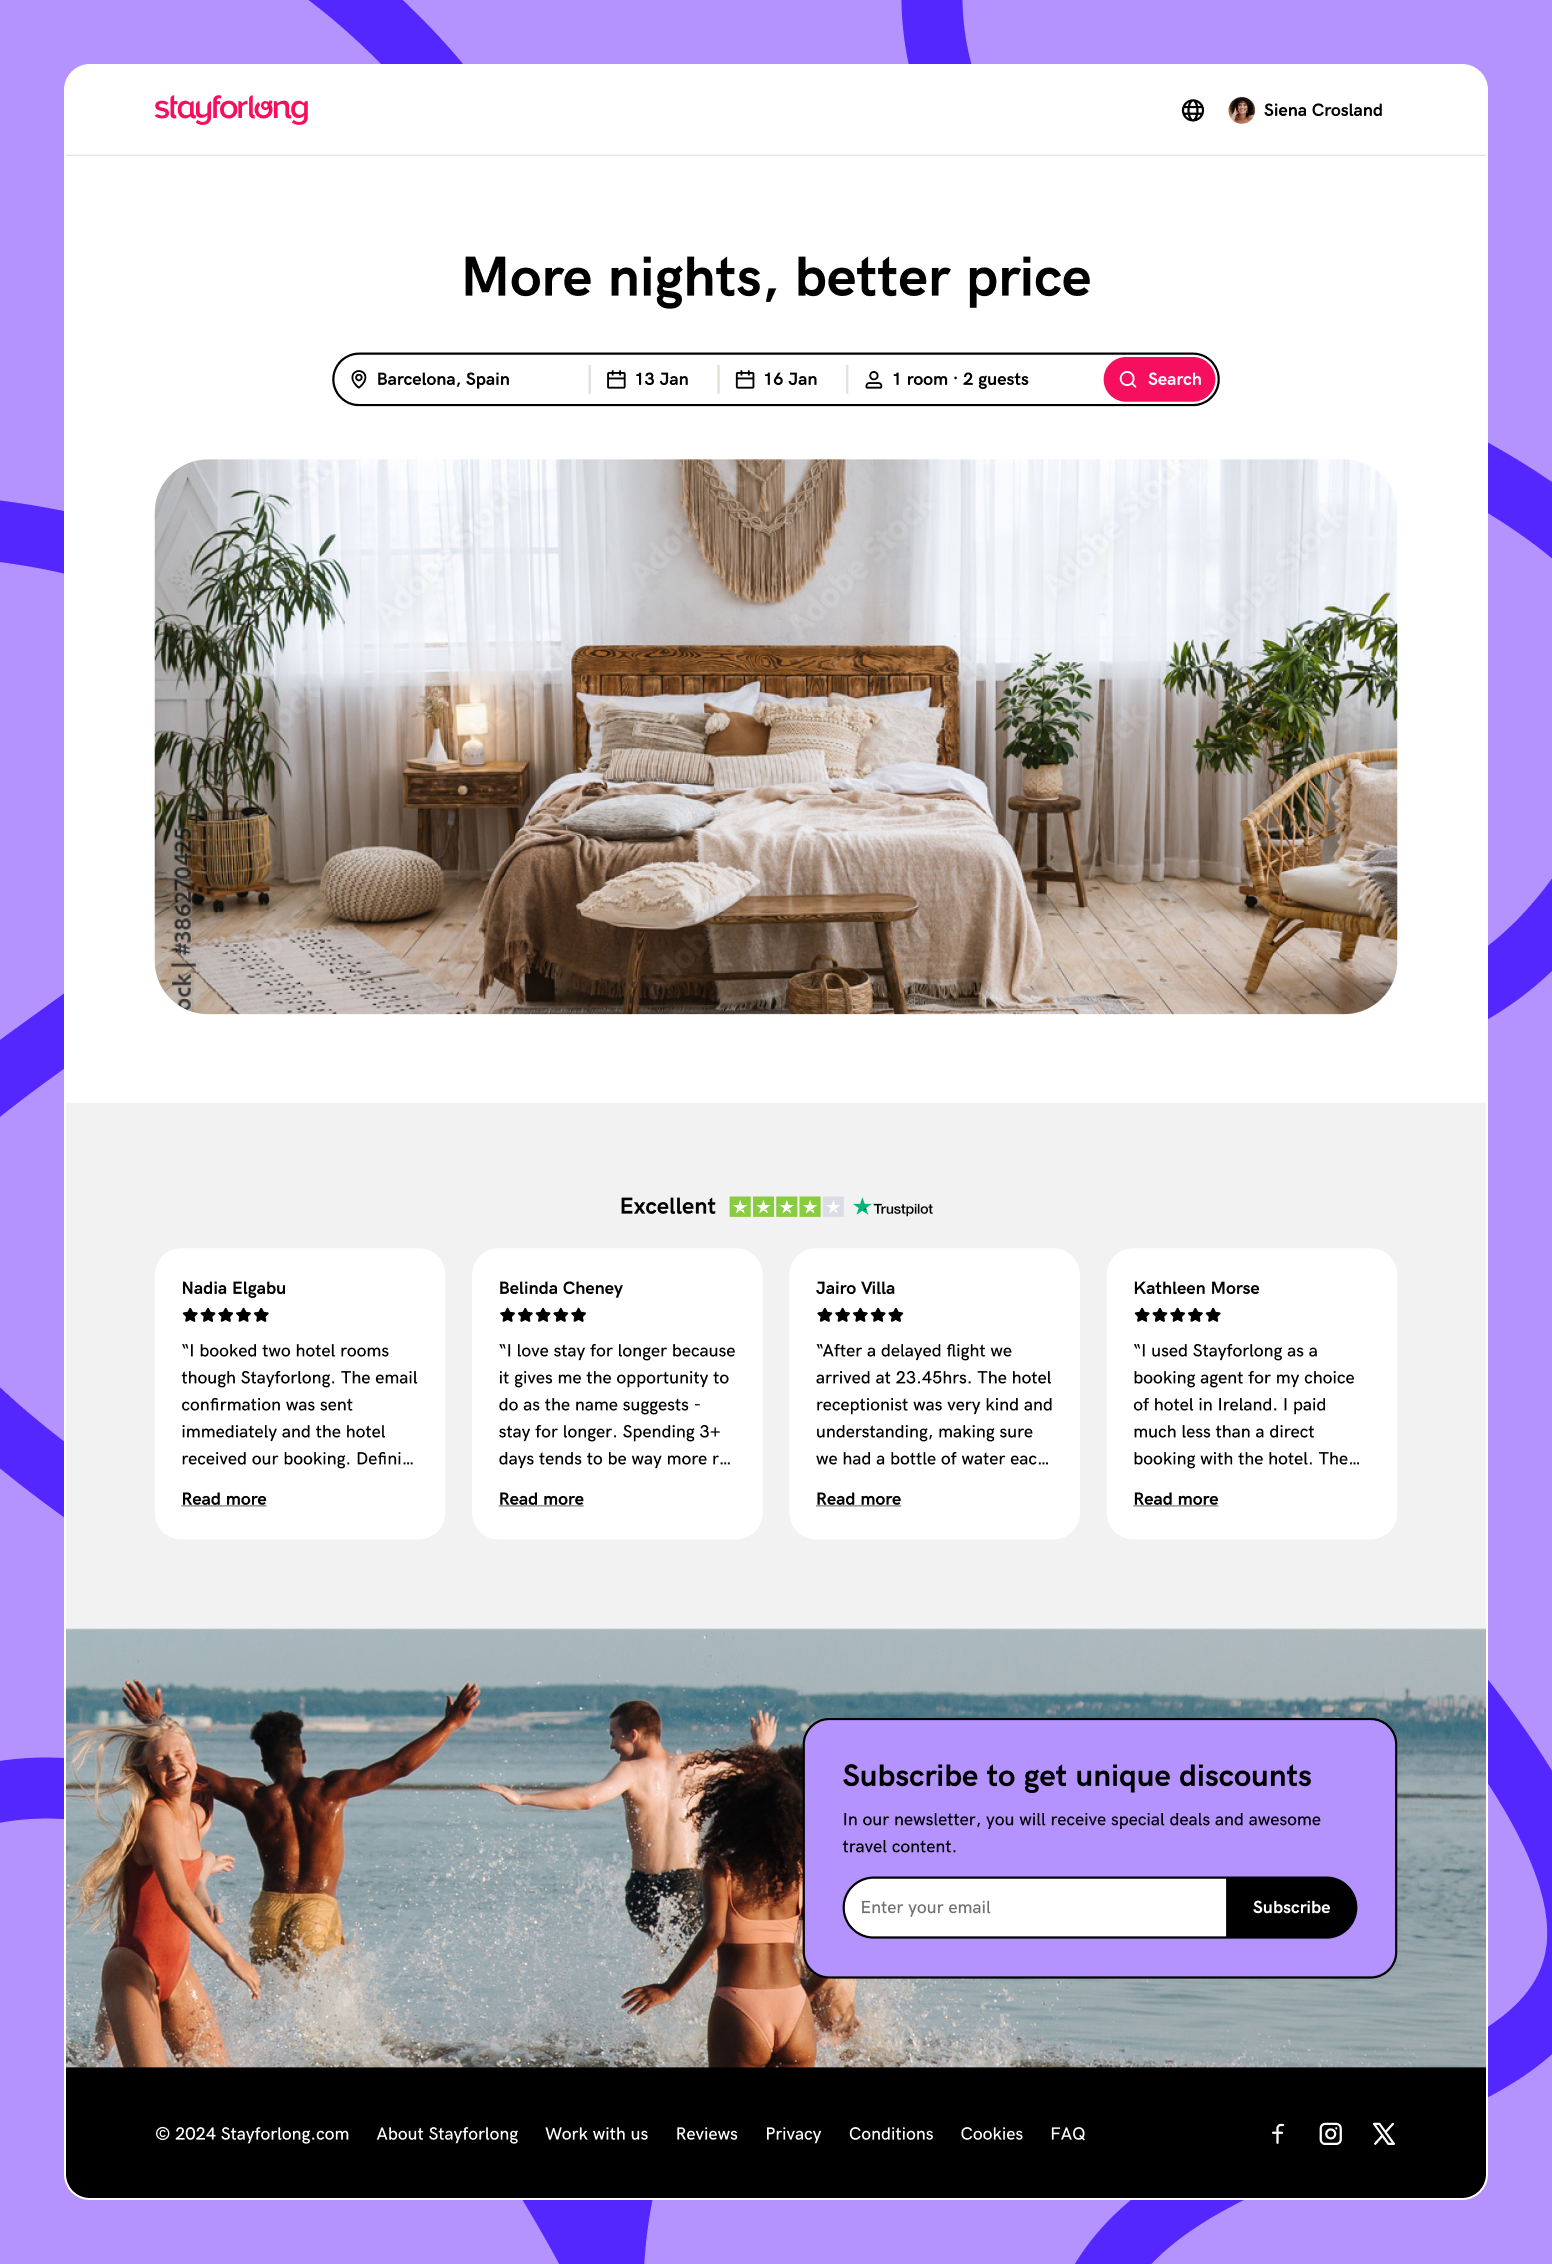 stayforlong
Siena Crosland
More nights, better price
Barcelona, Spain
13 Jan
16 Jan
1 room · 2 guests
Search
Adobe Stock
Adobe Stock
Adobe Stock
Adobe Stock
ock | #386270425
Excellent
Trustpilot
Nadia Elgabu
“I booked two hotel rooms
though Stayforlong. The email
confirmation was sent
immediately and the hotel
received our booking. Defini...
Read more
Belinda Cheney
“I love stay for longer because
it gives me the opportunity to
do as the name suggests -
stay for longer. Spending 3+
days tends to be way more r...
Read more
Jairo Villa
“After a delayed flight we
arrived at 23.45hrs. The hotel
receptionist was very kind and
understanding, making sure
we had a bottle of water eac...
Read more
Kathleen Morse
“I used Stayforlong as a
booking agent for my choice
of hotel in Ireland. I paid
much less than a direct
booking with the hotel. The...
Read more
Subscribe to get unique discounts
In our newsletter, you will receive special deals and awesome
travel content.
Enter your email
Subscribe
© 2024 Stayforlong.com
About Stayforlong
Work with us
Reviews
Privacy
Conditions
Cookies
FAQ